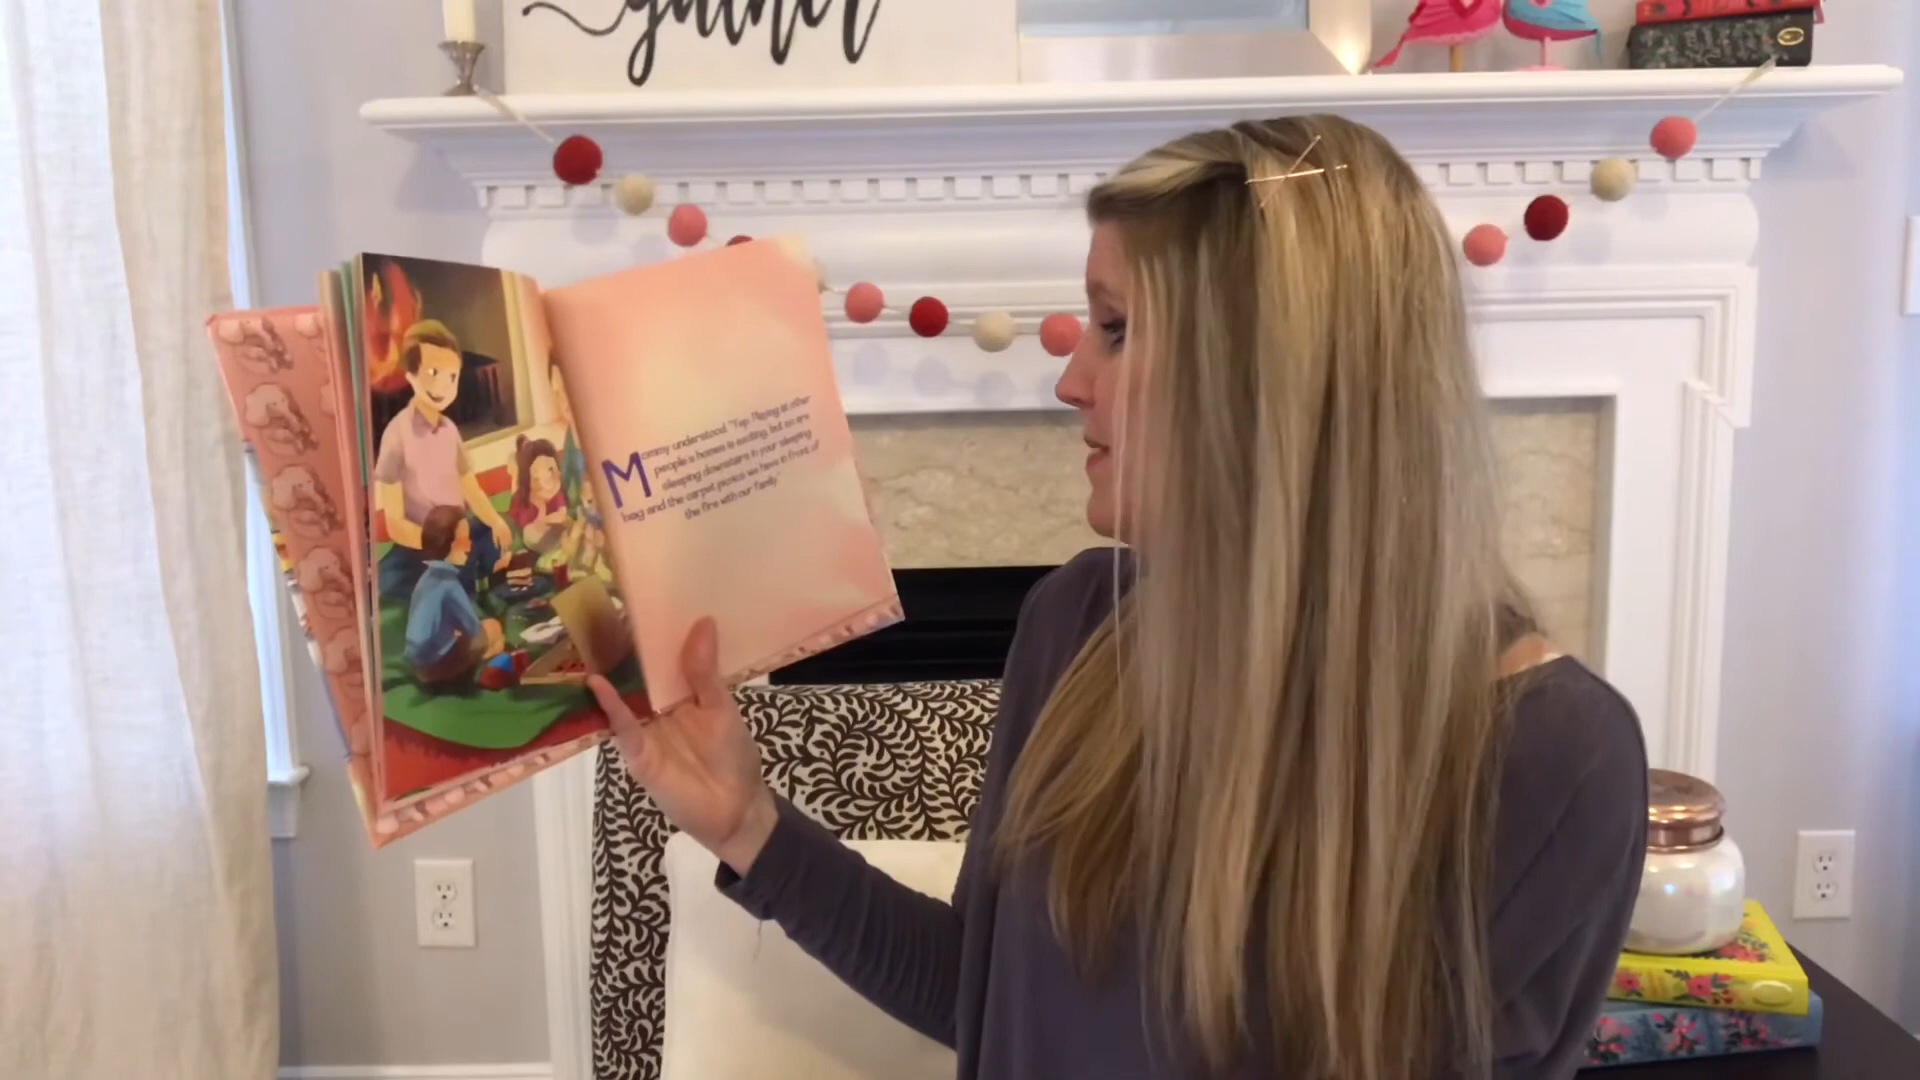 gather
Mommy understood. "Yep. Playing at other
people's homes is exciting, but so are
sleeping downstairs in your sleeping
bag and the carpet picnics we have in front of
the fire with our family."